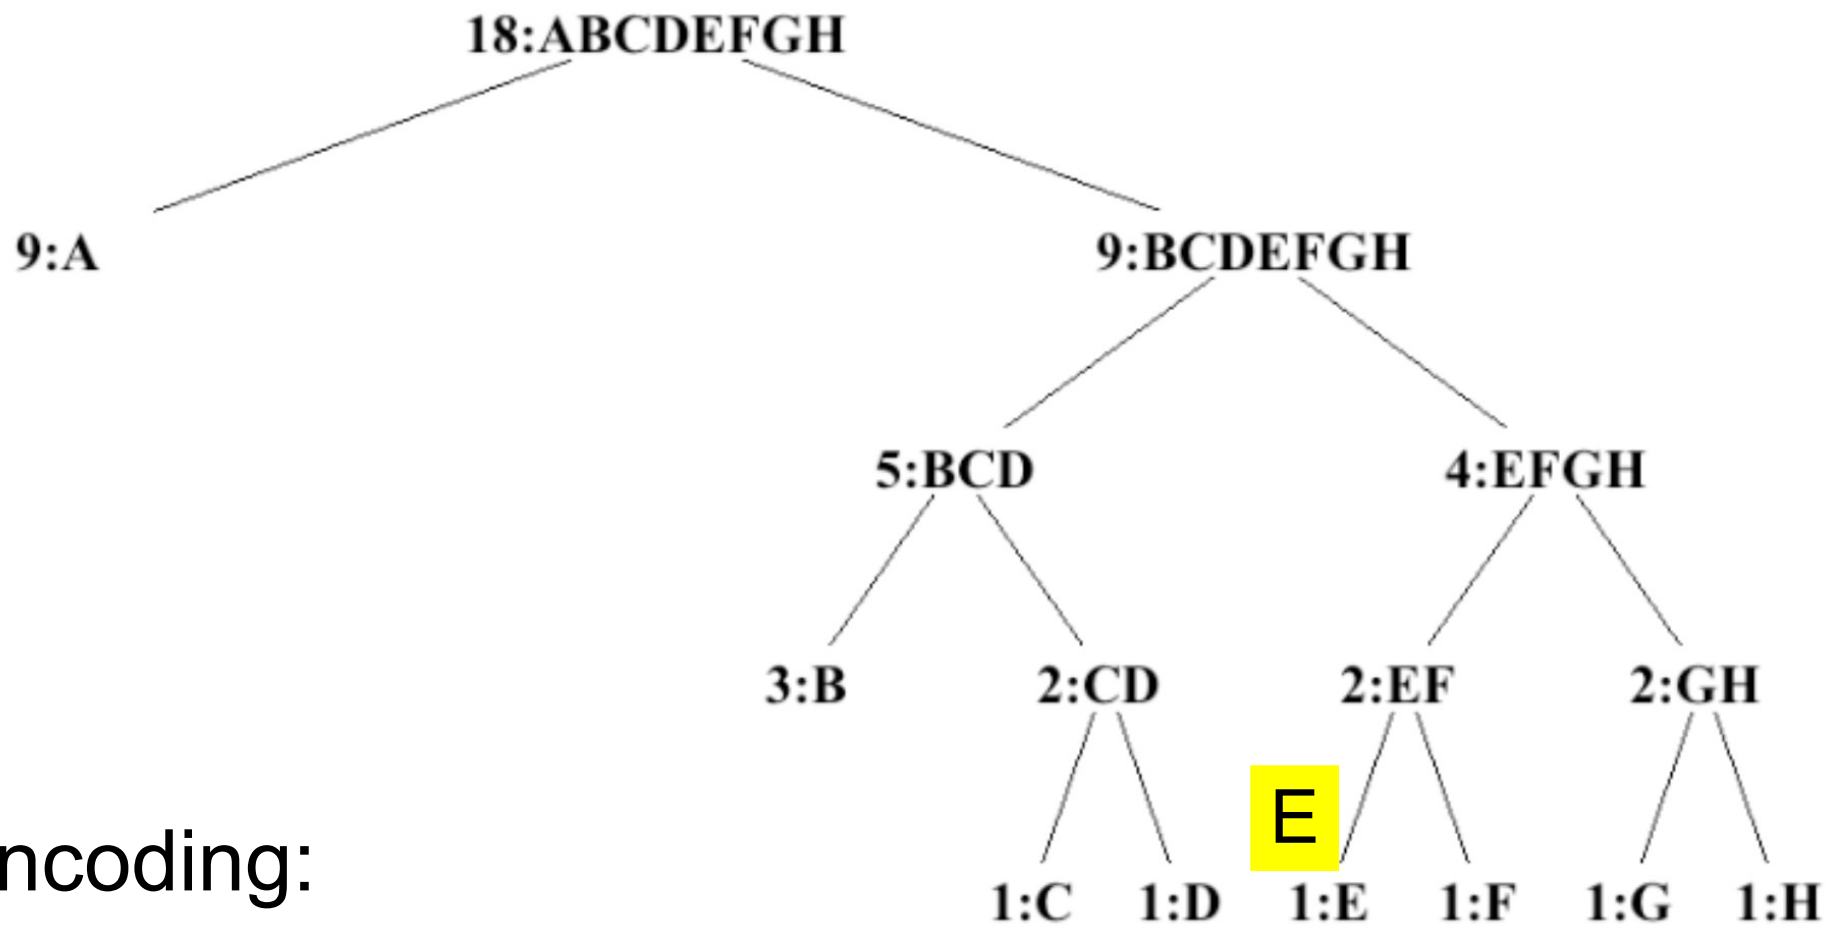 18:ABCDEFGH
9:A 9:BCDEFGH
5:BCD 4:EFGH
3:B 2:CD 2:EF 2:GH
E
ncoding:
1:C 1:D 1:E 1:F 1:G 1:H